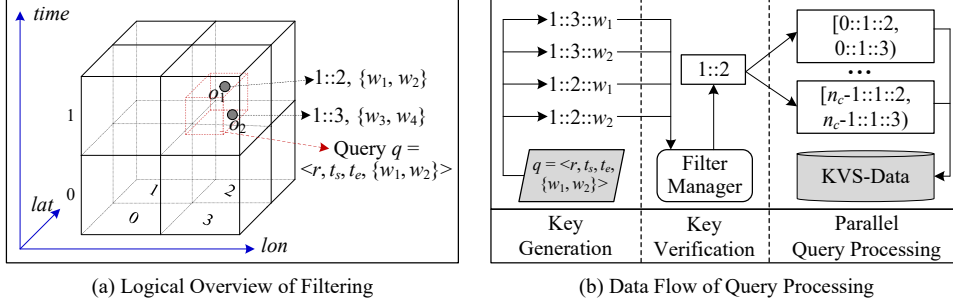 time
1
0
lat
lon
0
1
2
3
o1
o2
1::2, {w1, w2}
1::3, {w3, w4}
Query q =
<r, ts, te, {w1, w2}>
(a) Logical Overview of Filtering
1::3::w1
1::3::w2
1::2::w1
1::2::w2
q = <r, ts, te,
{w1, w2}>
Key
Generation
1::2
Filter
Manager
Key
Verification
[0::1::2,
0::1::3)
•••
[nc-1::1::2,
nc-1::1::3)
KVS-Data
Parallel
Query Processing
(b) Data Flow of Query Processing